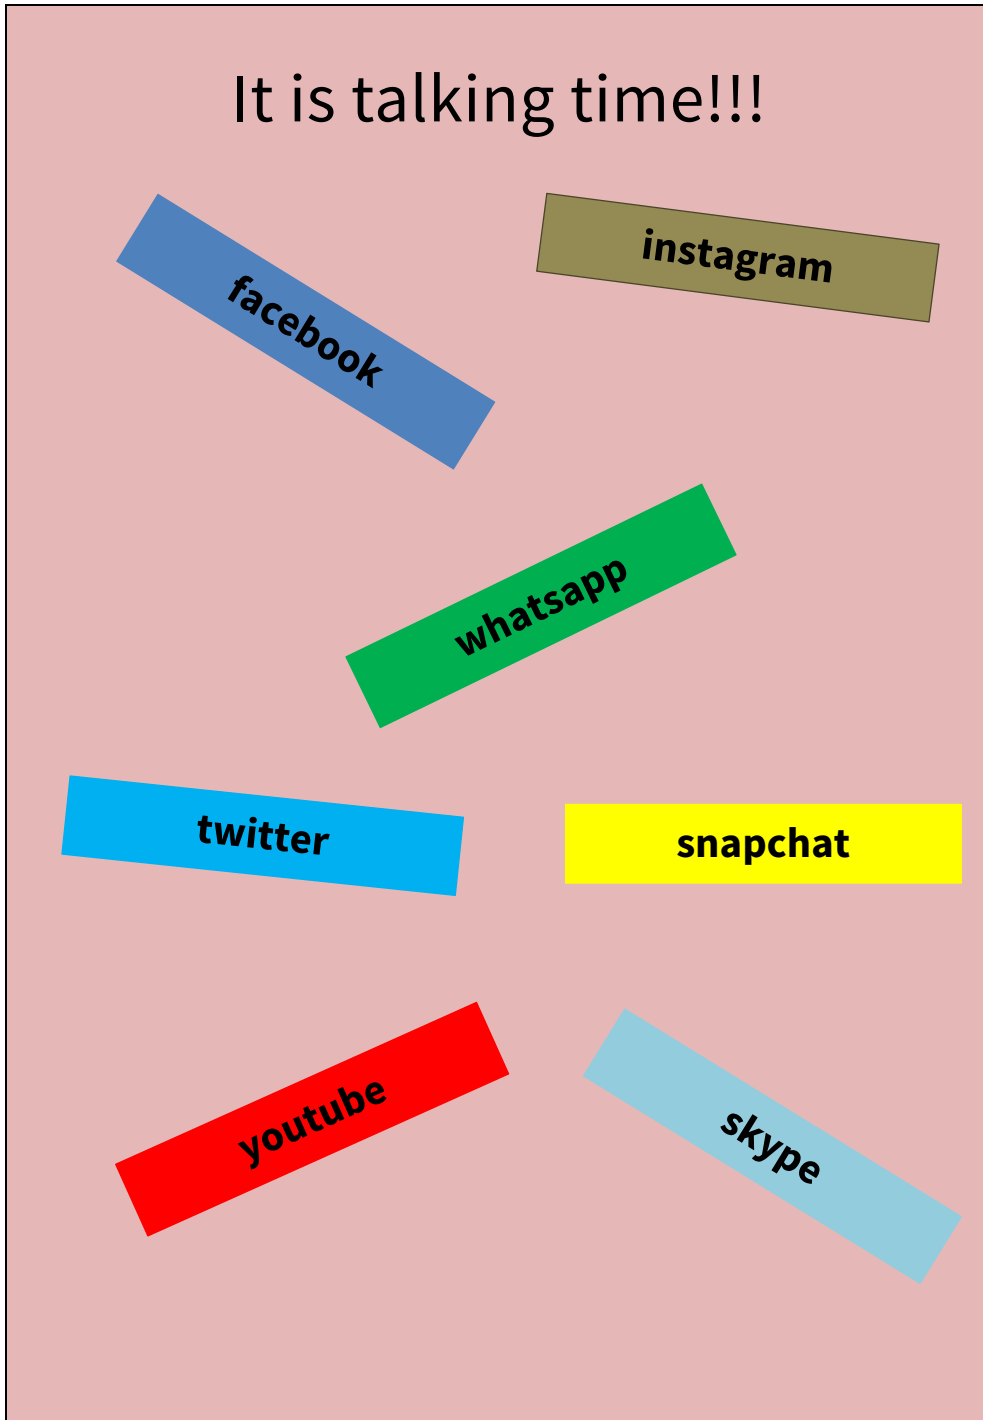 It is talking time!!!
facebook
instagram
whatsapp
twitter
snapchat
youtube
skype